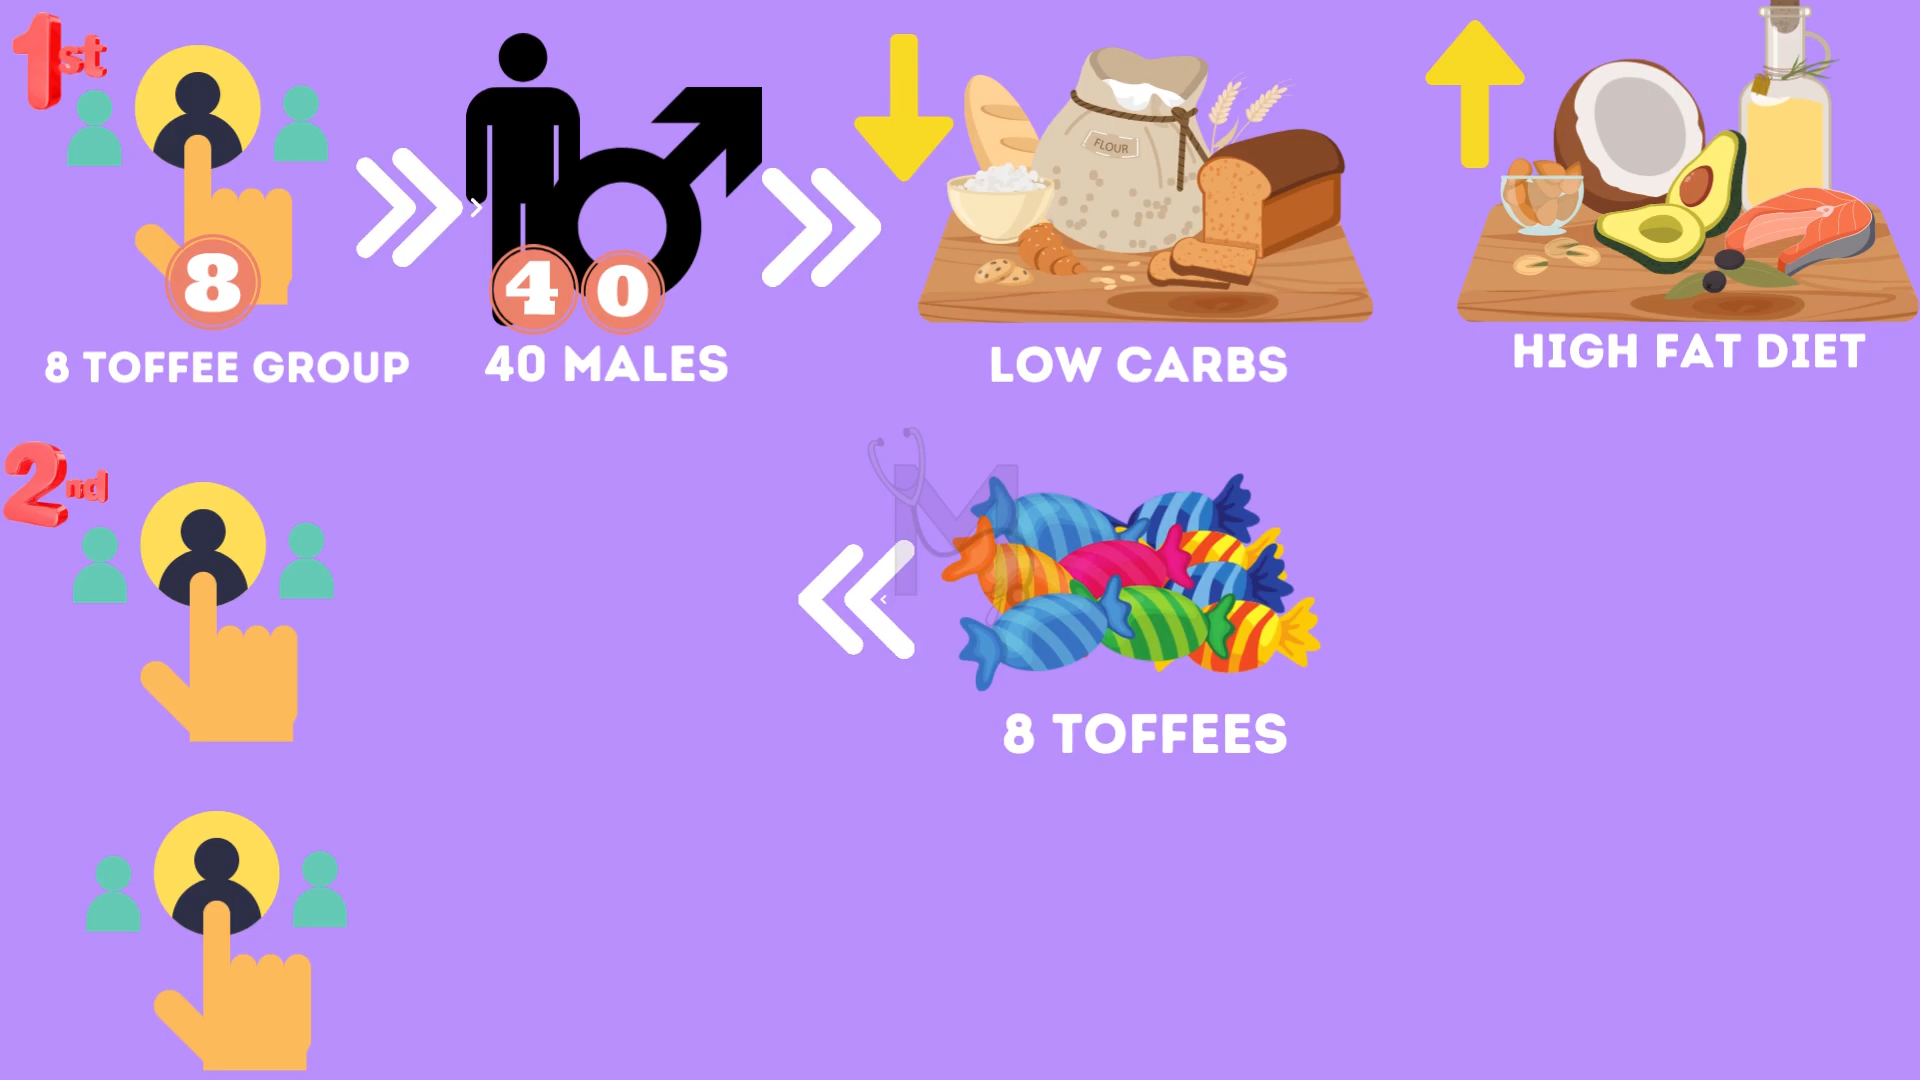 1st
8
40
FLOUR
8 TOFFEE GROUP
40 MALES
LOW CARBS
HIGH FAT DIET
2nd
M
8 TOFFEES